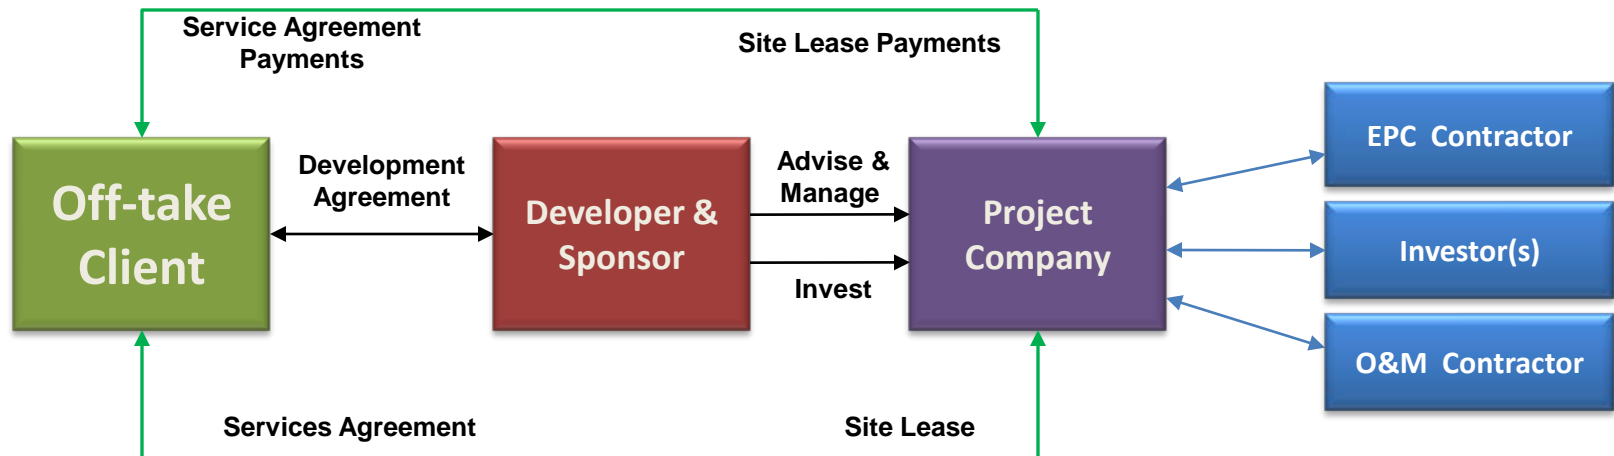 Service Agreement
Payments
Site Lease Payments
Off-take
Client
Development
Agreement
Developer &
Sponsor
Advise &
Manage
Invest
Project
Company
EPC Contractor
Investor(s)
O&M Contractor
Services Agreement
Site Lease